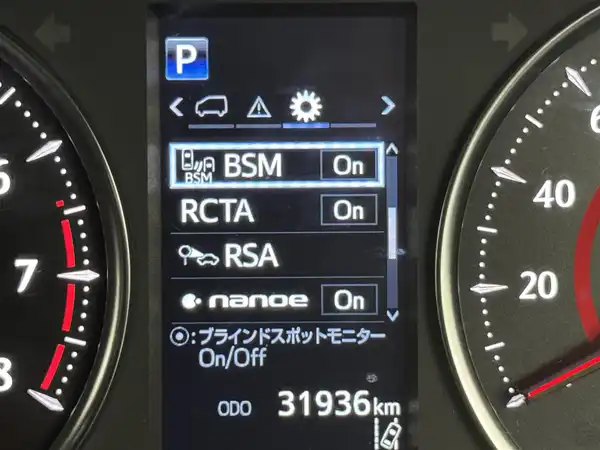 P
BSM
BSM On
RCTA On
RSA
nanoe On
:ブラインドスポットモニター
On/Off
ODO 31936 km
6
7
8
6
40
20